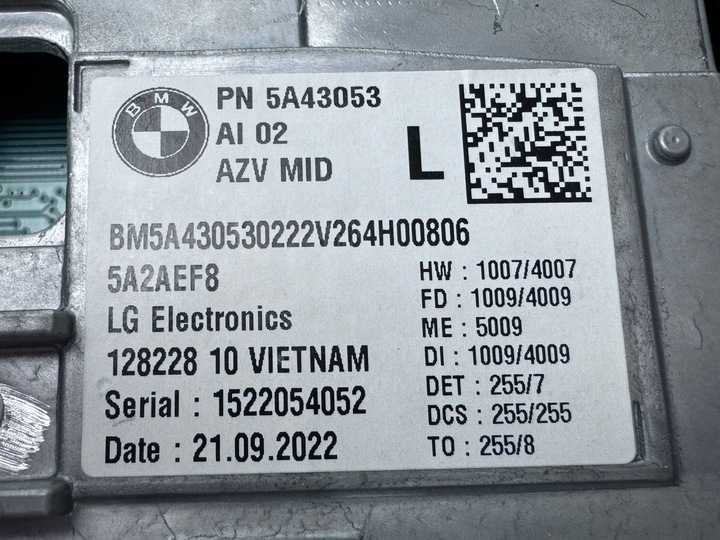 BMW
PN 5A43053
AI 02
AZV MID
L
BM5A430530222V264H00806
5A2AEF8
LG Electronics
128228 10 VIETNAM
Serial : 1522054052
Date : 21.09.2022
HW : 1007/4007
FD : 1009/4009
ME : 5009
DI : 1009/4009
DET : 255/7
DCS : 255/255
TO : 255/8